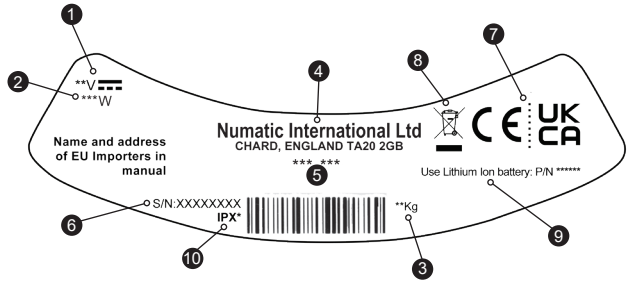 1
7
**V
4
8
2
***W
Numatic International Ltd
CHARD, ENGLAND TA20 2GB
CE
UK
CA
Name and address
of EU Importers in
manual
*** ***
5
Use Lithium Ion battery: P/N ******
6
S/N:XXXXXXXX
IPX*
**Kg
9
10
3